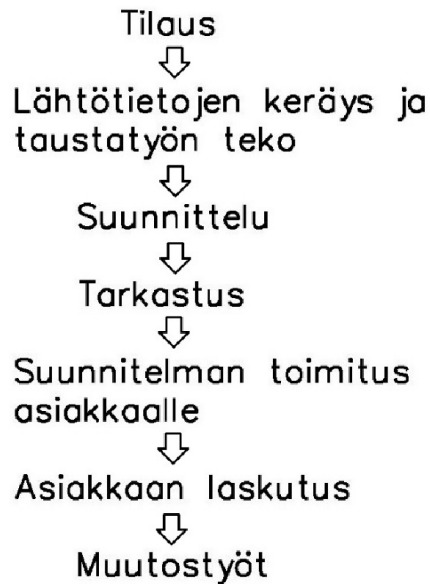 Tilaus
Lähtötietojen keräys ja
taustatyön teko
Suunnittelu
Tarkastus
Suunnitelman toimitus
asiakkaalle
Asiakkaan laskutus
Muutostyöt